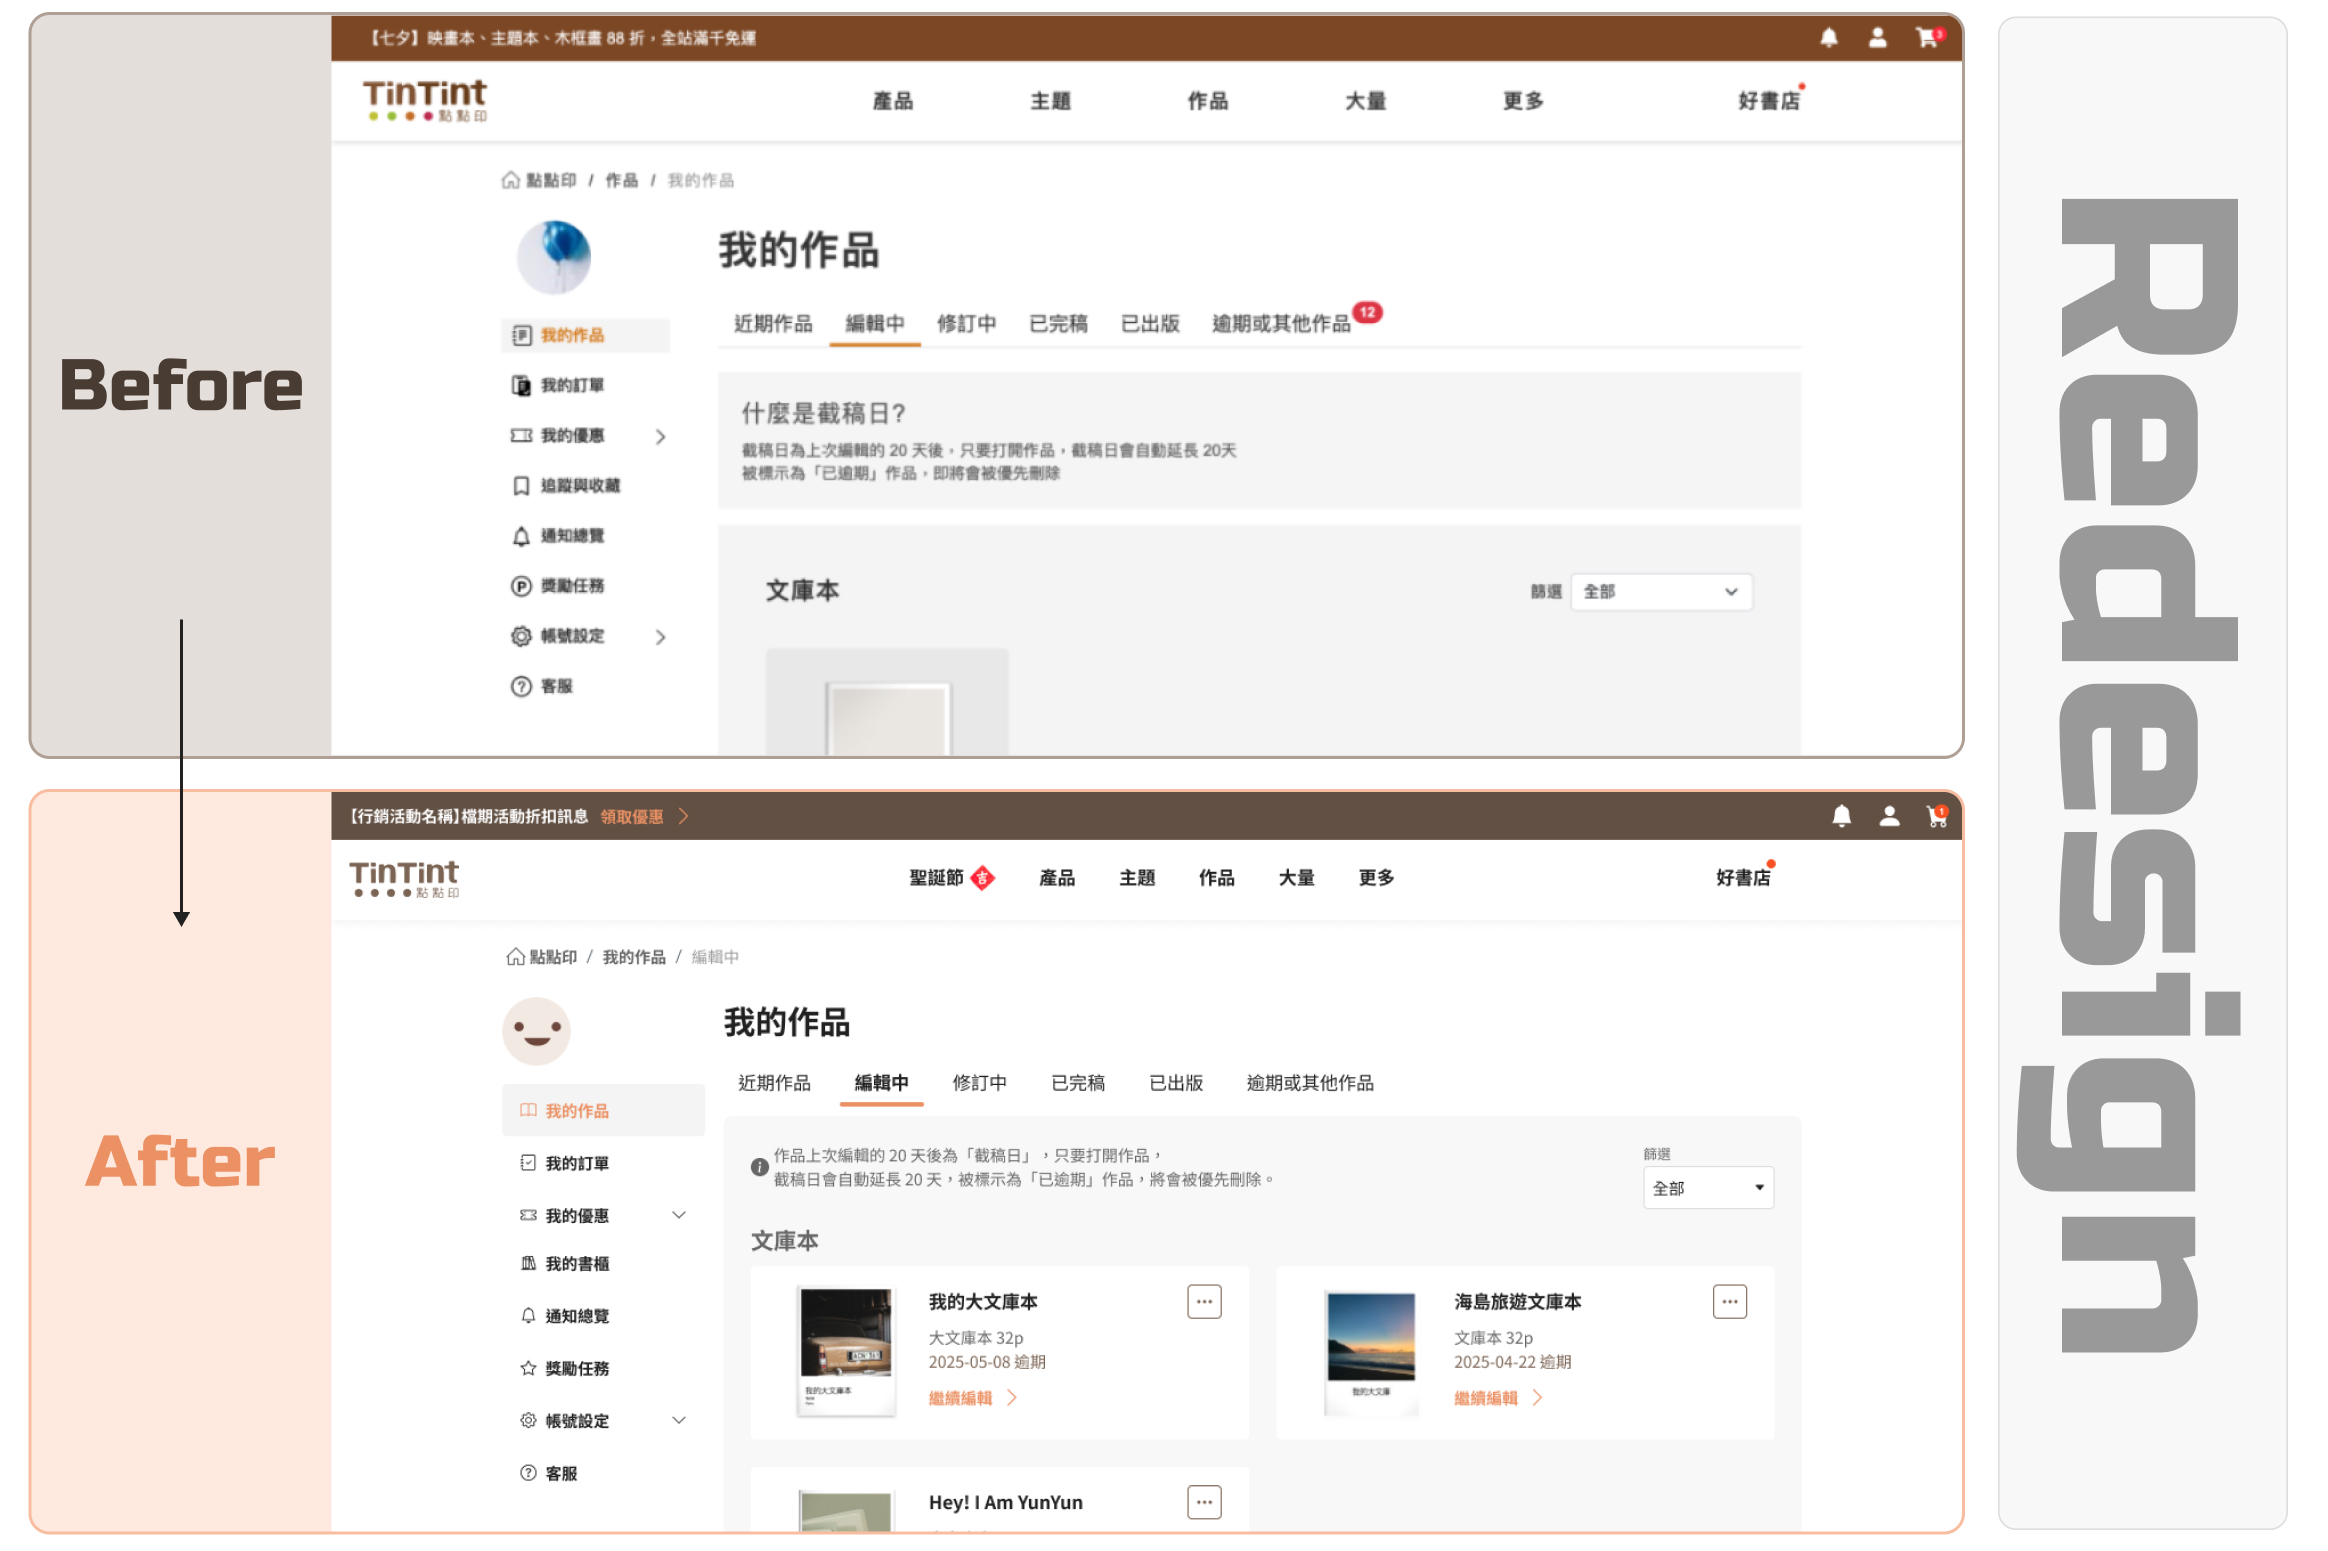 Before
【七夕】映畫本、主題本、木框畫 88 折，全站滿千免運
3
TinTint
點點印
產品
主題
作品
大量
更多
好書店
點點印 / 作品 / 我的作品
我的作品
近期作品
編輯中
修訂中
已完稿
已出版
逾期或其他作品
12
我的作品
我的訂單
我的優惠
追蹤與收藏
通知總覽
獎勵任務
帳號設定
客服
什麼是截稿日?
截稿日為上次編輯的 20 天後，只要打開作品，截稿日會自動延長 20天
被標示為「已逾期」作品，即將會被優先刪除
文庫本
篩選
全部
After
【行銷活動名稱】檔期活動折扣訊息 領取優惠
1
TinTint
點點印
聖誕節
吉
產品
主題
作品
大量
更多
好書店
點點印 / 我的作品 / 編輯中
我的作品
近期作品
編輯中
修訂中
已完稿
已出版
逾期或其他作品
我的作品
我的訂單
我的優惠
我的書櫃
通知總覽
獎勵任務
帳號設定
客服
作品上次編輯的 20 天後為「截稿日」，只要打開作品，
截稿日會自動延長 20 天，被標示為「已逾期」作品，將會被優先刪除。
篩選
全部
文庫本
我的大文庫本
我的大文庫本
大文庫本 32p
2025-05-08 逾期
繼續編輯
我的大文庫
海島旅遊文庫本
文庫本 32p
2025-04-22 逾期
繼續編輯
Hey! I Am YunYun
Redesign